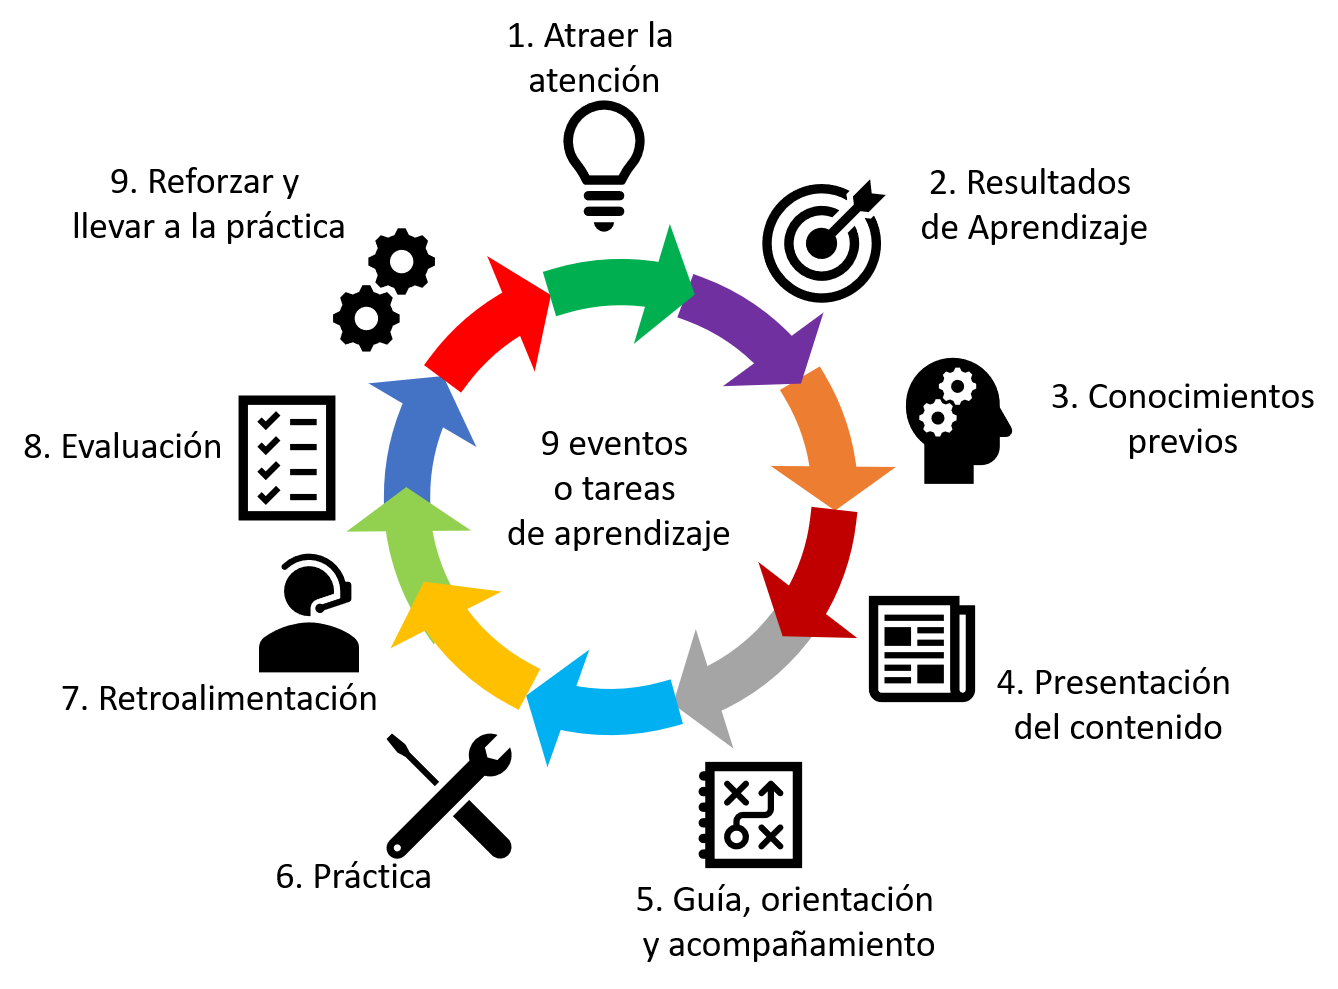 1. Atraer la
atención
2. Resultados
de Aprendizaje
3. Conocimientos
previos
4. Presentación
del contenido
5. Guía, orientación
y acompañamiento
6. Práctica
7. Retroalimentación
8. Evaluación
9. Reforzar y
llevar a la práctica
9 eventos
o tareas
de aprendizaje